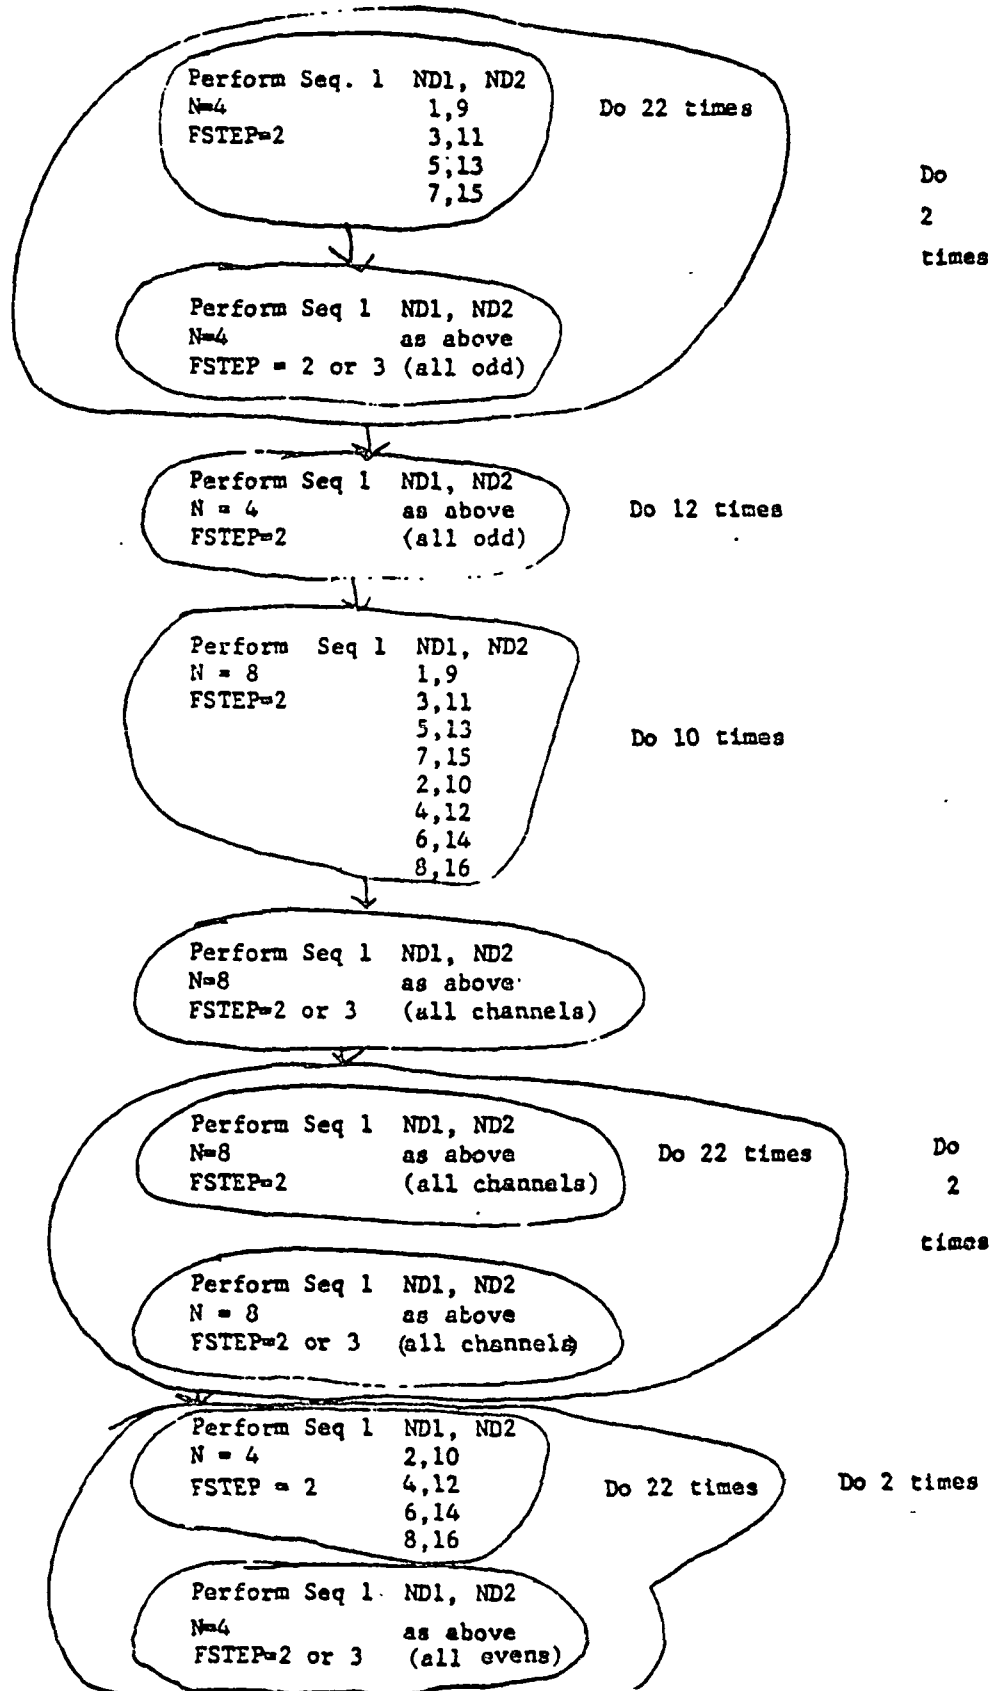 Perform Seq. 1 ND1, ND2
N=4 1,9 Do 22 times
FSTEP=2 3,11
5,13
7,15
Do
2
times
Perform Seq 1 ND1, ND2
N=4 as above
FSTEP = 2 or 3 (all odd)
Perform Seq 1 ND1, ND2
N = 4 as above Do 12 times
FSTEP=2 (all odd)
Perform Seq 1 ND1, ND2
N = 8 1,9
FSTEP=2 3,11
5,13 Do 10 times
7,15
2,10
4,12
6,14
8,16
Perform Seq 1 ND1, ND2
N=8 as above
FSTEP=2 or 3 (all channels)
Perform Seq 1 ND1, ND2
N=8 as above Do 22 times
FSTEP=2 (all channels)
Do
2
times
Perform Seq 1 ND1, ND2
N = 8 as above
FSTEP=2 or 3 (all channels)
Perform Seq 1 ND1, ND2
N = 4 2,10
FSTEP = 2 4,12 Do 22 times Do 2 times
6,14
8,16
Perform Seq 1 ND1, ND2
N=4 as above
FSTEP=2 or 3 (all evens)